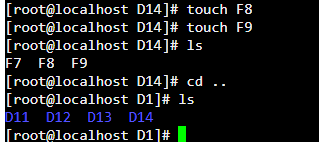 [root@localhost D14]# touch F8
[root@localhost D14]# touch F9
[root@localhost D14]# ls
F7  F8  F9
[root@localhost D14]# cd ..
[root@localhost D1]# ls
D11  D12  D13  D14
[root@localhost D1]#